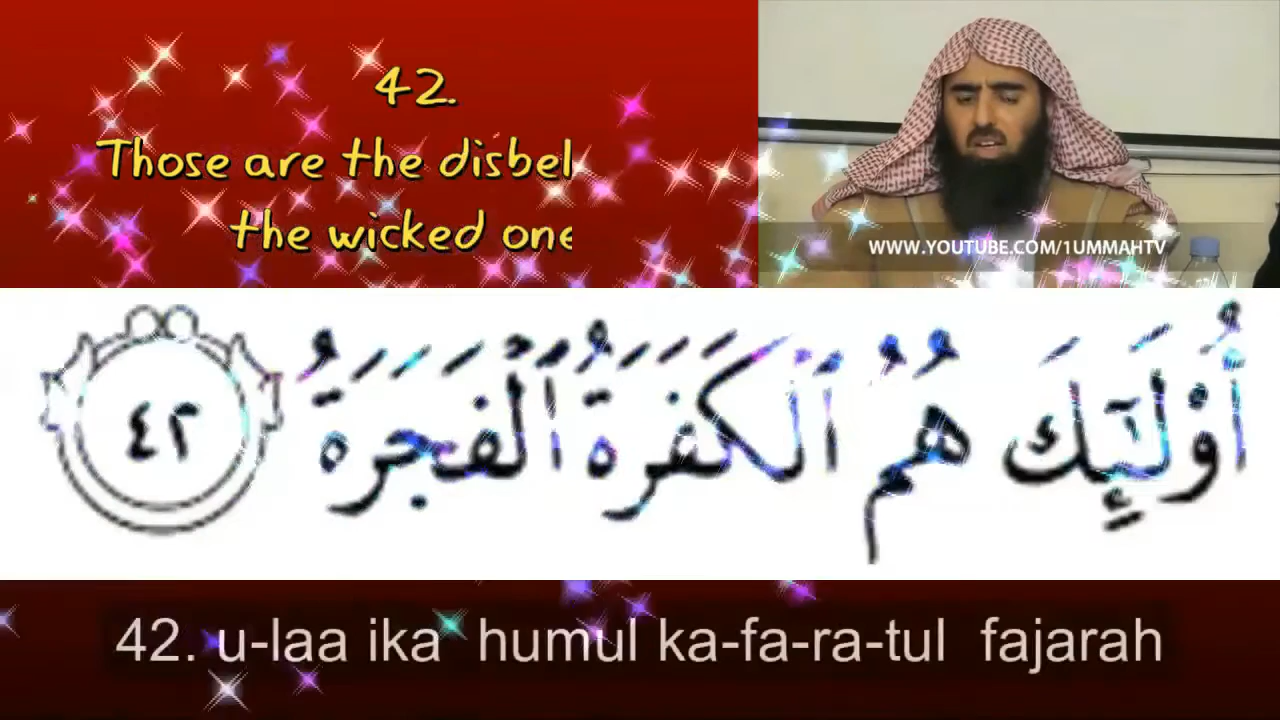 42.
Those are the disbel
the wicked one
WWW.YOUTUBE.COM/1UMMAHTV
أُو۟لَـٰٓئِكَ هُمُ ٱلْكَفَرَةُ ٱلْفَجَرَةُ ٤٢
42. u-laa ika humul ka-fa-ra-tul fajarah